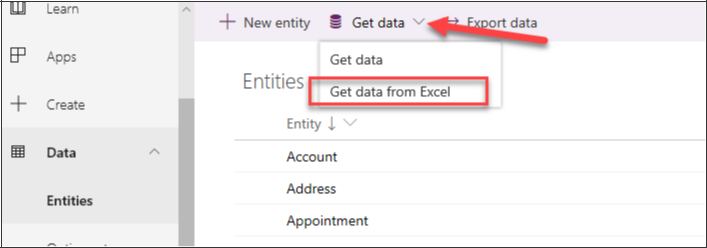 Learn
Apps
Create
Data
Entities
New entity
Get data
Export data
Get data
Get data from Excel
Entities
Entity
Account
Address
Appointment